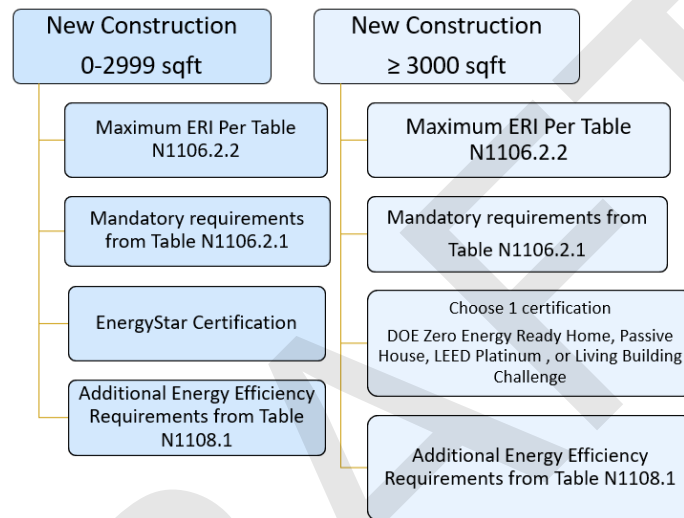 New Construction
0-2999 sqft
Maximum ERI Per Table
N1106.2.2
Mandatory requirements
from Table N1106.2.1
EnergyStar Certification
Additional Energy Efficiency
Requirements from Table
N1108.1
New Construction
≥ 3000 sqft
Maximum ERI Per Table
N1106.2.2
Mandatory requirements from
Table N1106.2.1
Choose 1 certification
DOE Zero Energy Ready Home, Passive
House, LEED Platinum , or Living Building
Challenge
Additional Energy Efficiency
Requirements from Table N1108.1